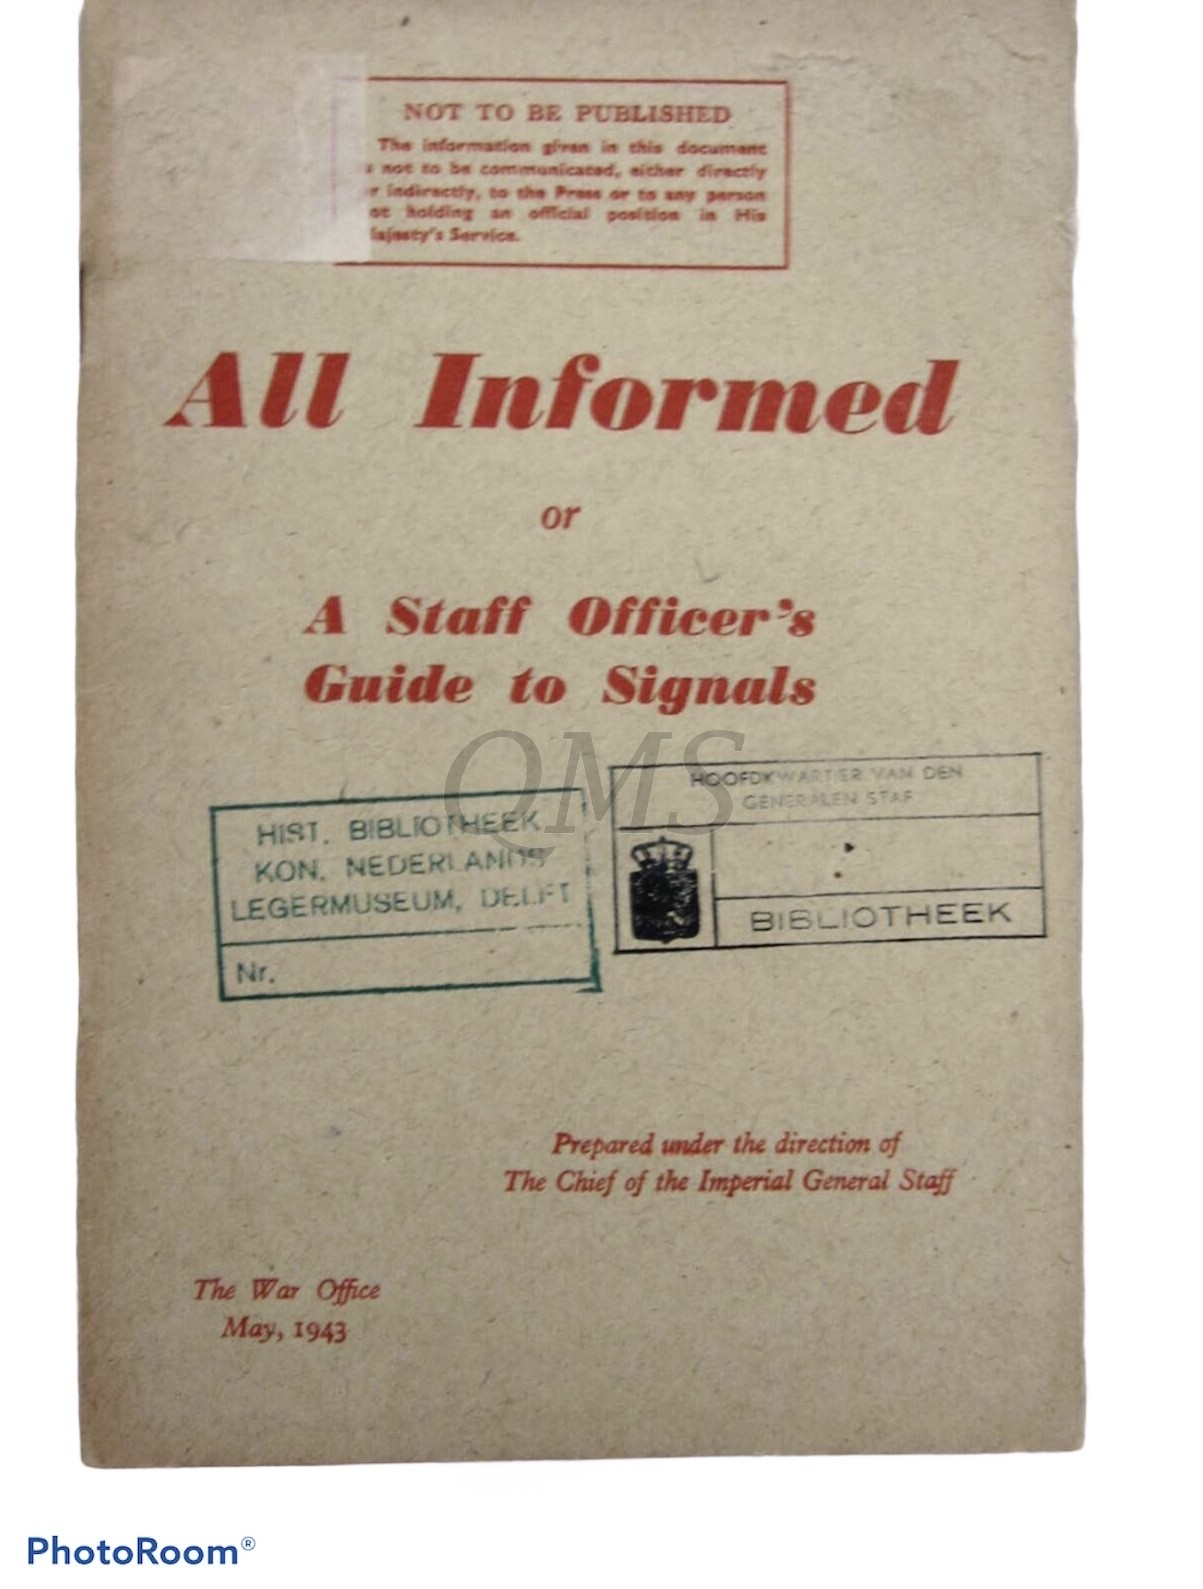 NOT TO BE PUBLISHED
The information given in this document
not to be communicated, either directly
r indirectly, to the Press or to any person
ot holding an official position in His
lajesty's Service.
All Informed
or
A Staff Officer's
Guide to Signals
QMS
HOOFDKWARTIER VAN DEN
GENERALEN STAF
BIBLIOTHEEK
HIST. BIBLIOTHEEK
KON. NEDERLANDS
LEGERMUSEUM, DELFT
Nr.
Prepared under the direction of
The Chief of the Imperial General Staff
The War Office
May, 1943
PhotoRoom®